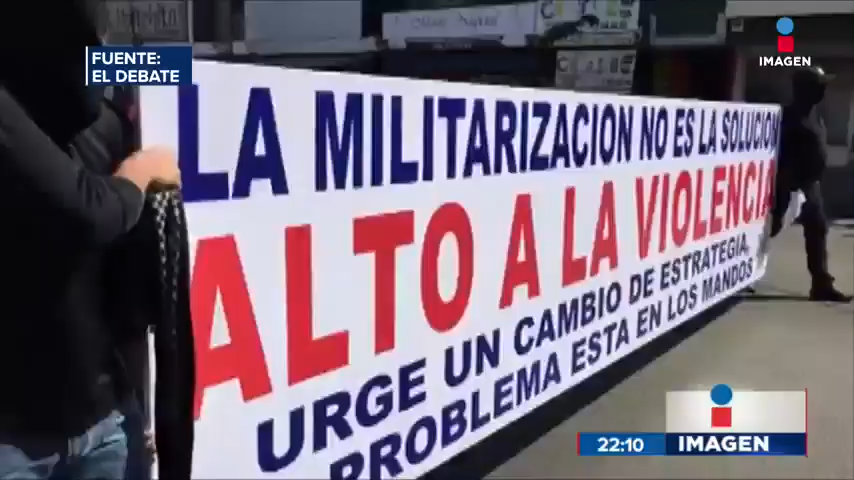 FUENTE:
EL DEBATE
IMAGEN
LA MILITARIZACION NO ES LA SOLUCION
ALTO A LA VIOLENCIA
URGE UN CAMBIO DE ESTRATEGIA,
PROBLEMA ESTA EN LOS MANDOS
22:10
IMAGEN